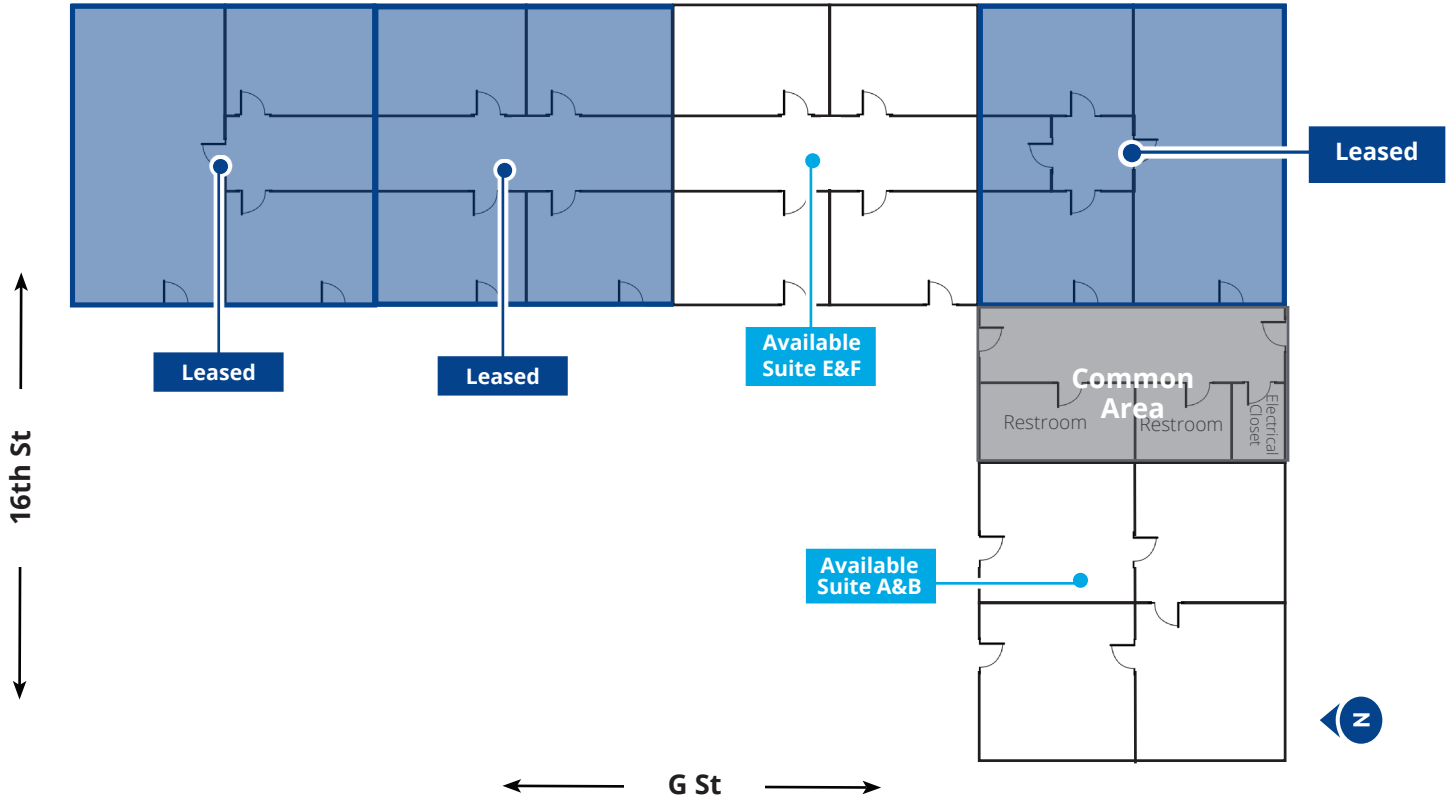 Leased
Available
Suite E&F
Leased
Leased
Common
Area
Restroom
Restroom
Electrical
Closet
16th St
Available
Suite A&B
N
G St